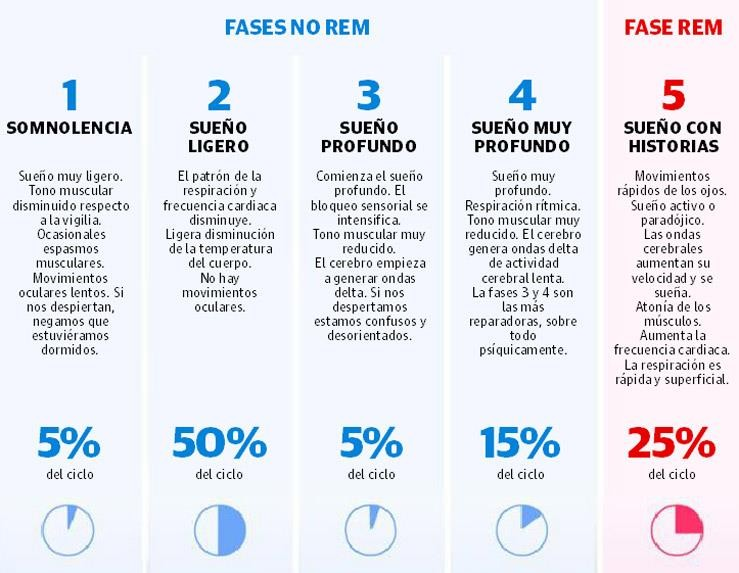 FASES NO REM
1
SOMNOLENCIA
Sueño muy ligero.
Tono muscular
disminuido respecto
a la vigilia.
Ocasionales
espasmos
musculares.
Movimientos
oculares lentos. Si
nos despiertan,
negamos que
estuviéramos
dormidos.
5%
del ciclo
2
SUEÑO
LIGERO
El patrón de la
respiración y
frecuencia cardiaca
disminuye.
Ligera disminución
de la temperatura
del cuerpo.
No hay
movimientos
oculares.
50%
del ciclo
3
SUEÑO
PROFUNDO
Comienza el sueño
profundo. El
bloqueo sensorial se
intensifica.
Tono muscular muy
reducido.
El cerebro empieza
a generar ondas
delta. Si nos
despertamos
estamos confusos y
desorientados.
5%
del ciclo
4
SUEÑO MUY
PROFUNDO
Sueño muy
profundo.
Respiración rítmica.
Tono muscular muy
reducido. El cerebro
genera ondas delta
de actividad
cerebral lenta.
La fases 3 y 4 son
las más
reparadoras, sobre
todo
psíquicamente.
15%
del ciclo
FASE REM
5
SUEÑO CON
HISTORIAS
Movimientos
rápidos de los ojos.
Sueño activo o
paradójico.
Las ondas
cerebrales
aumentan su
velocidad y se
sueña.
Atonía de los
músculos.
Aumenta la
frecuencia cardiaca.
La respiración es
rápida y superficial.
25%
del ciclo